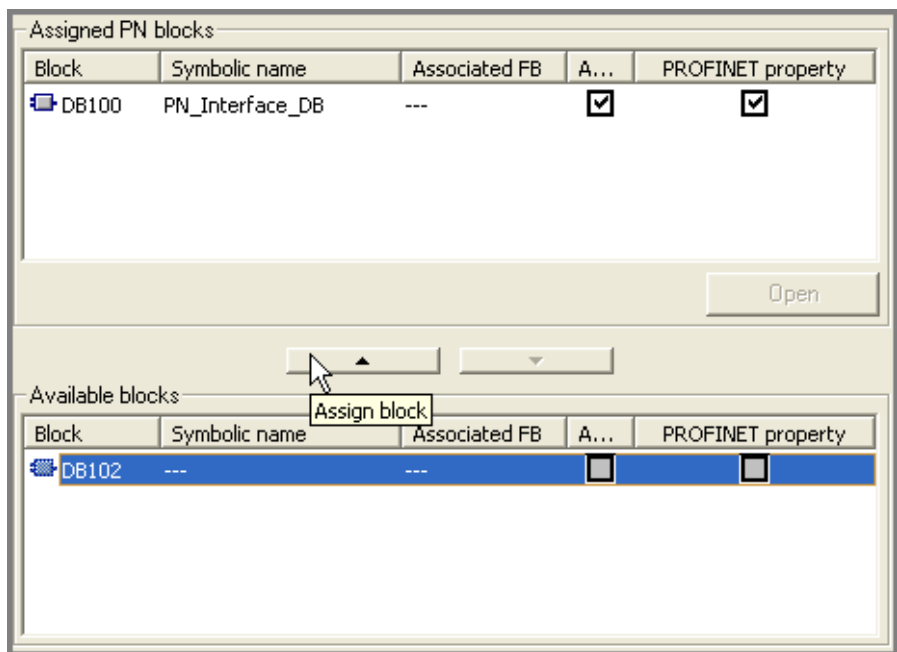 Assigned PN blocks
Block Symbolic name Associated FB A... PROFINET property
DB100 PN_Interface_DB ---
Open
Assign block
Available blocks
Block Symbolic name Associated FB A... PROFINET property
DB102 --- ---